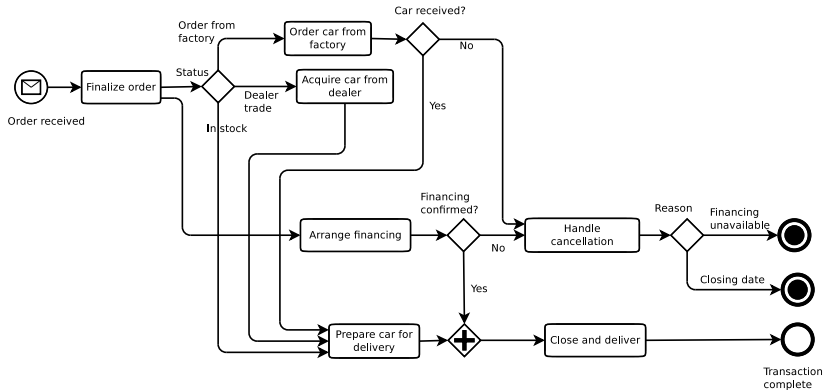 Car received?
Order from
factory
Order car from
factory
No
Status
Acquire car from
dealer
Finalize order
Dealer
trade
Yes
Order received
In stock
Financing
confirmed?
Reason
Financing
unavailable
Arrange financing
Handle
cancellation
No
Closing date
Yes
Prepare car for
delivery
Close and deliver
Transaction
complete